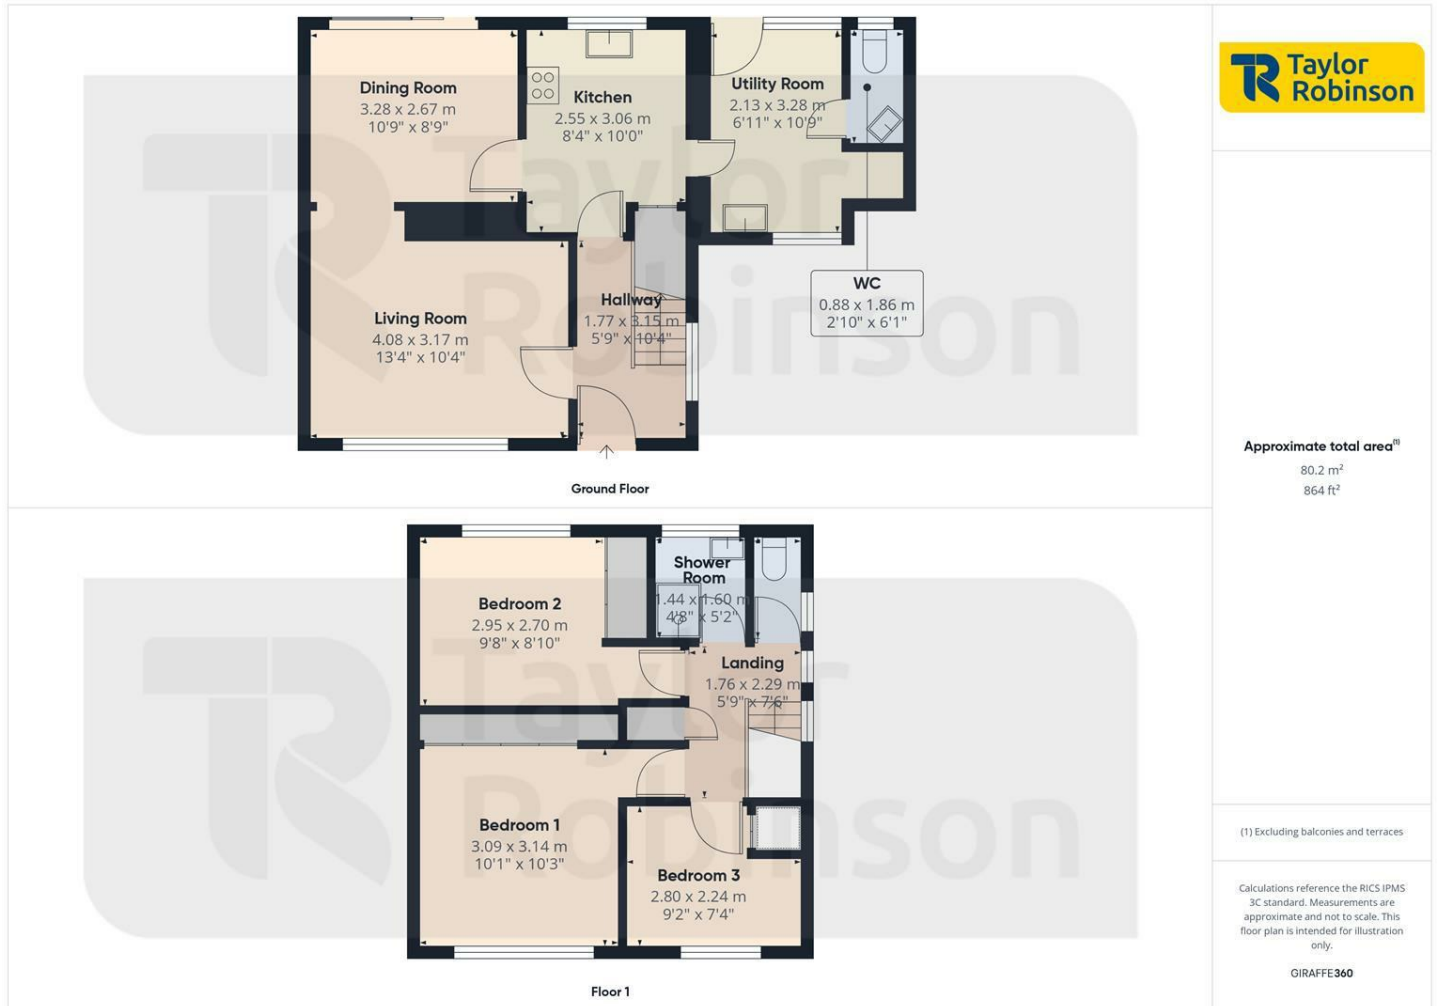 Dining Room
3.28 x 2.67 m
10'9" x 8'9"
Kitchen
2.55 x 3.06 m
8'4" x 10'0"
Utility Room
2.13 x 3.28 m
6'11" x 10'9"
WC
0.88 x 1.86 m
2'10" x 6'1"
Living Room
4.08 x 3.17 m
13'4" x 10'4"
Hallway
1.77 x 3.15 m
5'9" x 10'4"
Taylor
Robinson
Ground Floor
Bedroom 2
2.95 x 2.70 m
9'8" x 8'10"
Shower
Room
1.44 x 1.60 m
4'8" x 5'2"
Landing
1.76 x 2.29 m
5'9" x 7'6"
Bedroom 1
3.09 x 3.14 m
10'1" x 10'3"
Bedroom 3
2.80 x 2.24 m
9'2" x 7'4"
Taylor
Robinson
Floor 1
TR Taylor
Robinson
Approximate total area(1)
80.2 m²
864 ft²
(1) Excluding balconies and terraces
Calculations reference the RICS IPMS
3C standard. Measurements are
approximate and not to scale. This
floor plan is intended for illustration
only.
GIRAFFE360